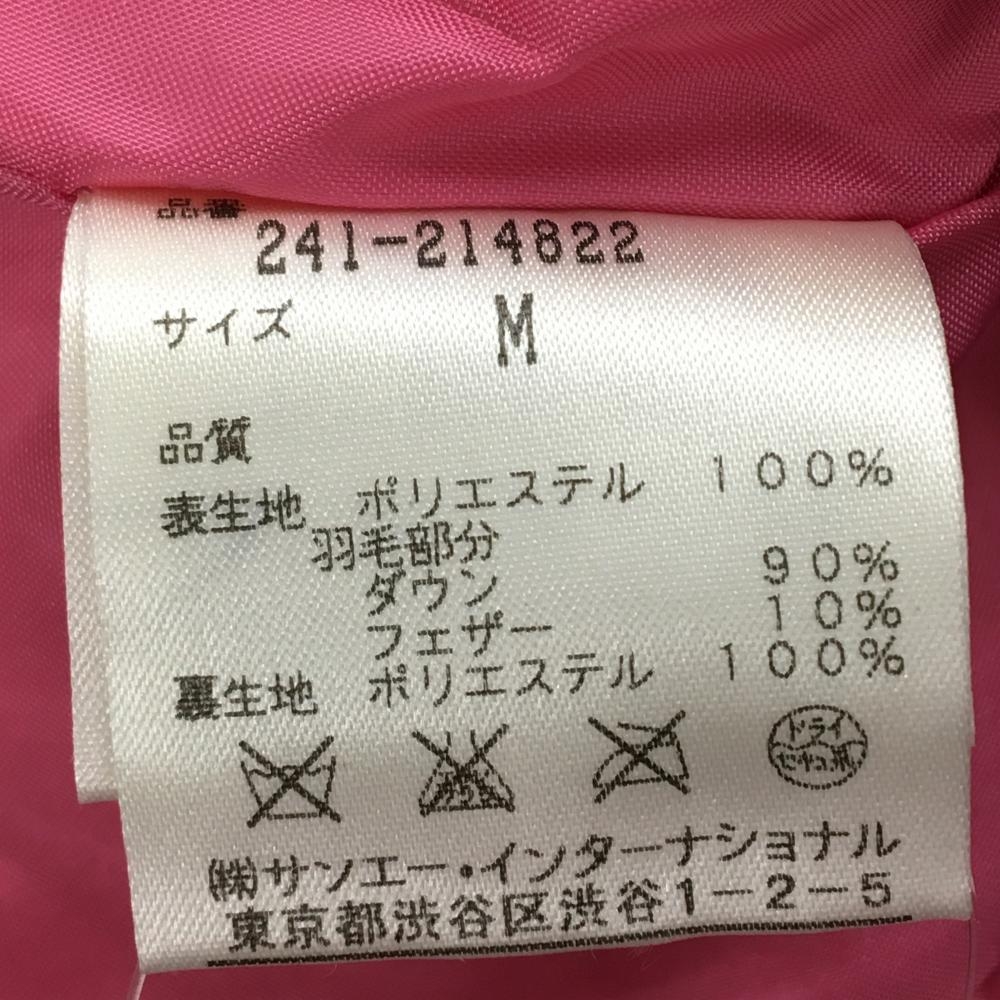 品番
241-214822
サイズ M
品質
表生地 ポリエステル 100%
羽毛部分
ダウン 90%
フェザー 10%
裏生地 ポリエステル 100%
ドライ
セキユ系
(株)サンエー・インターナショナル
東京都渋谷区渋谷1-2-5